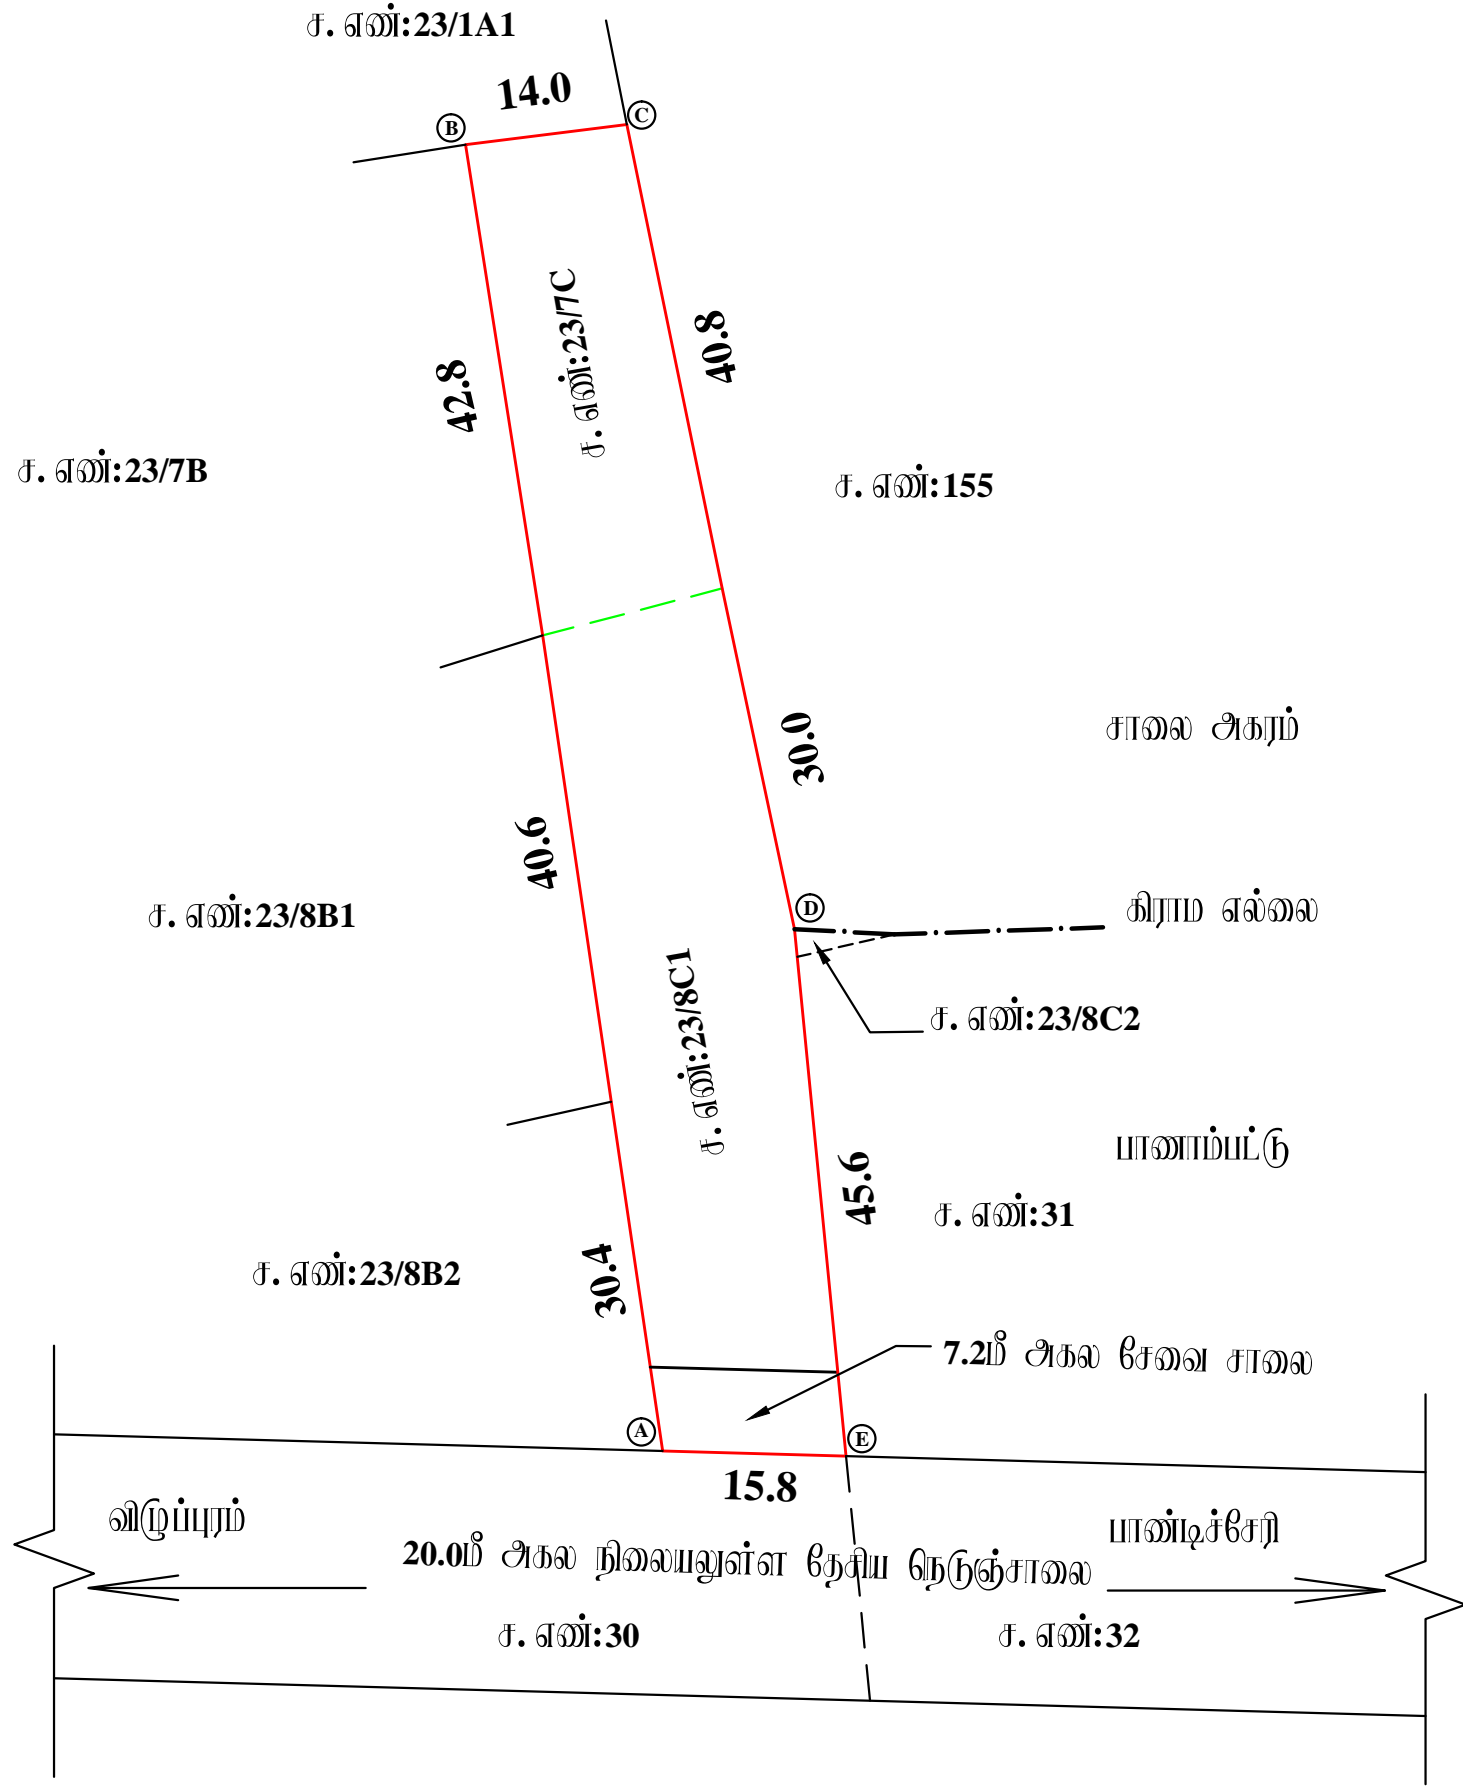 ச. எண்:23/1A1
14.0
B
C
ச. எண்:23/7C
40.8
42.8
ச. எண்:23/7B
ச. எண்:155
30.0
சாலை அகரம்
40.6
D
கிராம எல்லை
ச. எண்:23/8B1
ச. எண்:23/8C1
ச. எண்:23/8C2
பாணாம்பட்டு
45.6
ச. எண்:31
30.4
ச. எண்:23/8B2
7.2மீ அகல சேவை சாலை
A
E
15.8
விழுப்புரம்
பாண்டிச்சேரி
20.0மீ அகல நிலையலுள்ள தேசிய நெடுஞ்சாலை
ச. எண்:30
ச. எண்:32